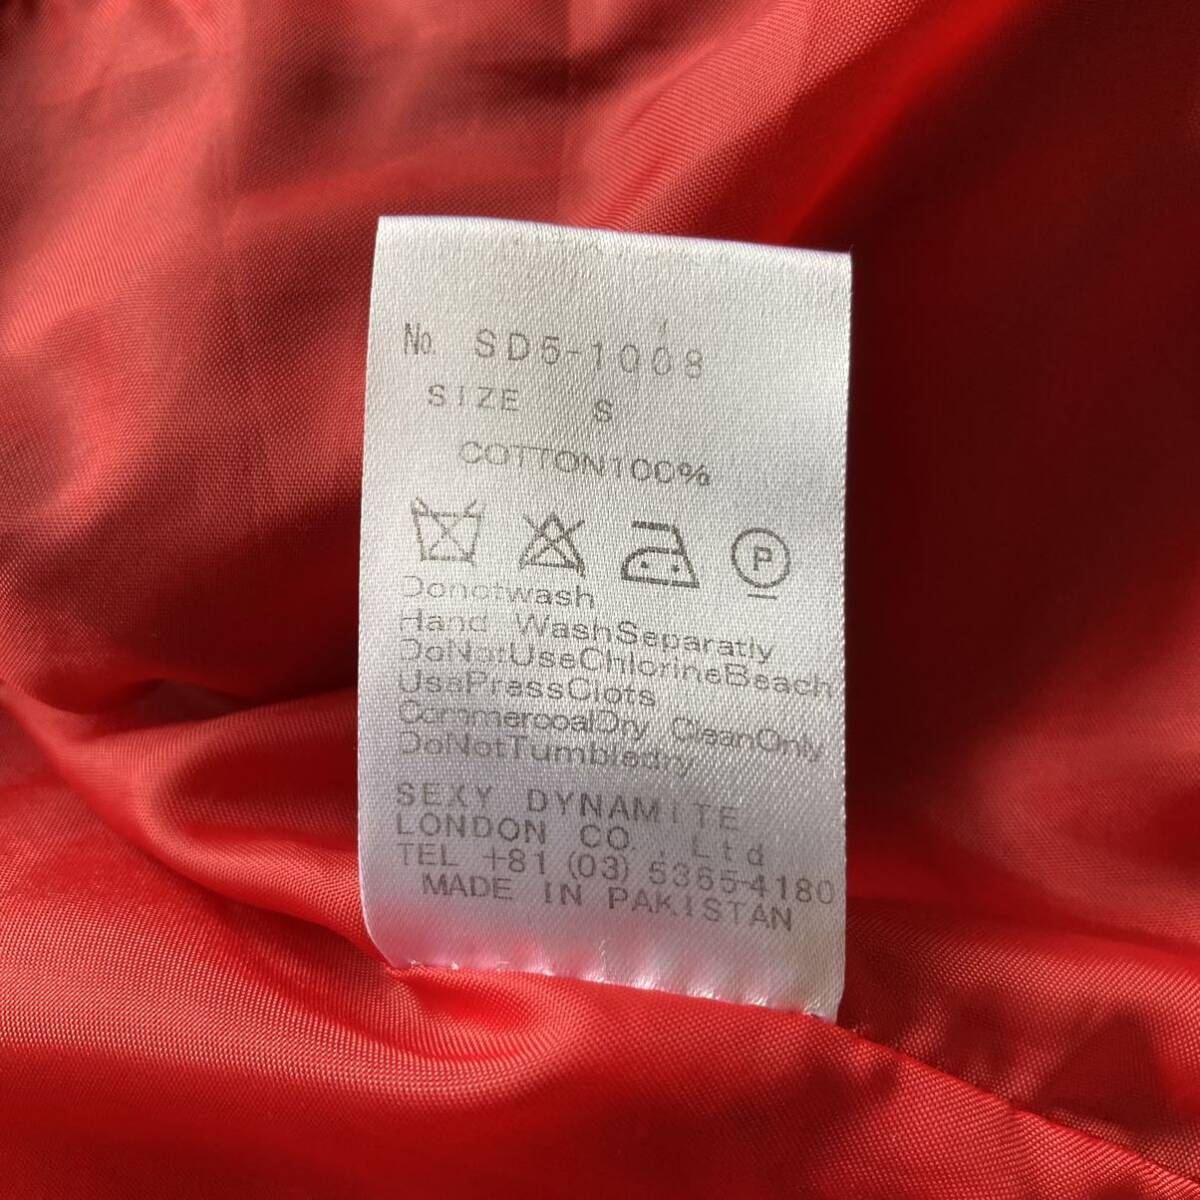 No. SD5-1008
SIZE S
COTTON100%
P
Donotwash
Hand WashSeparatly
DoNotUseChlorineBeach
UsePressClots
CommercoalDry CleanOnly
DoNotTumbledry
SEXY DYNAMITE
LONDON CO., Ltd
TEL +81 (03) 5365-4180
MADE IN PAKISTAN